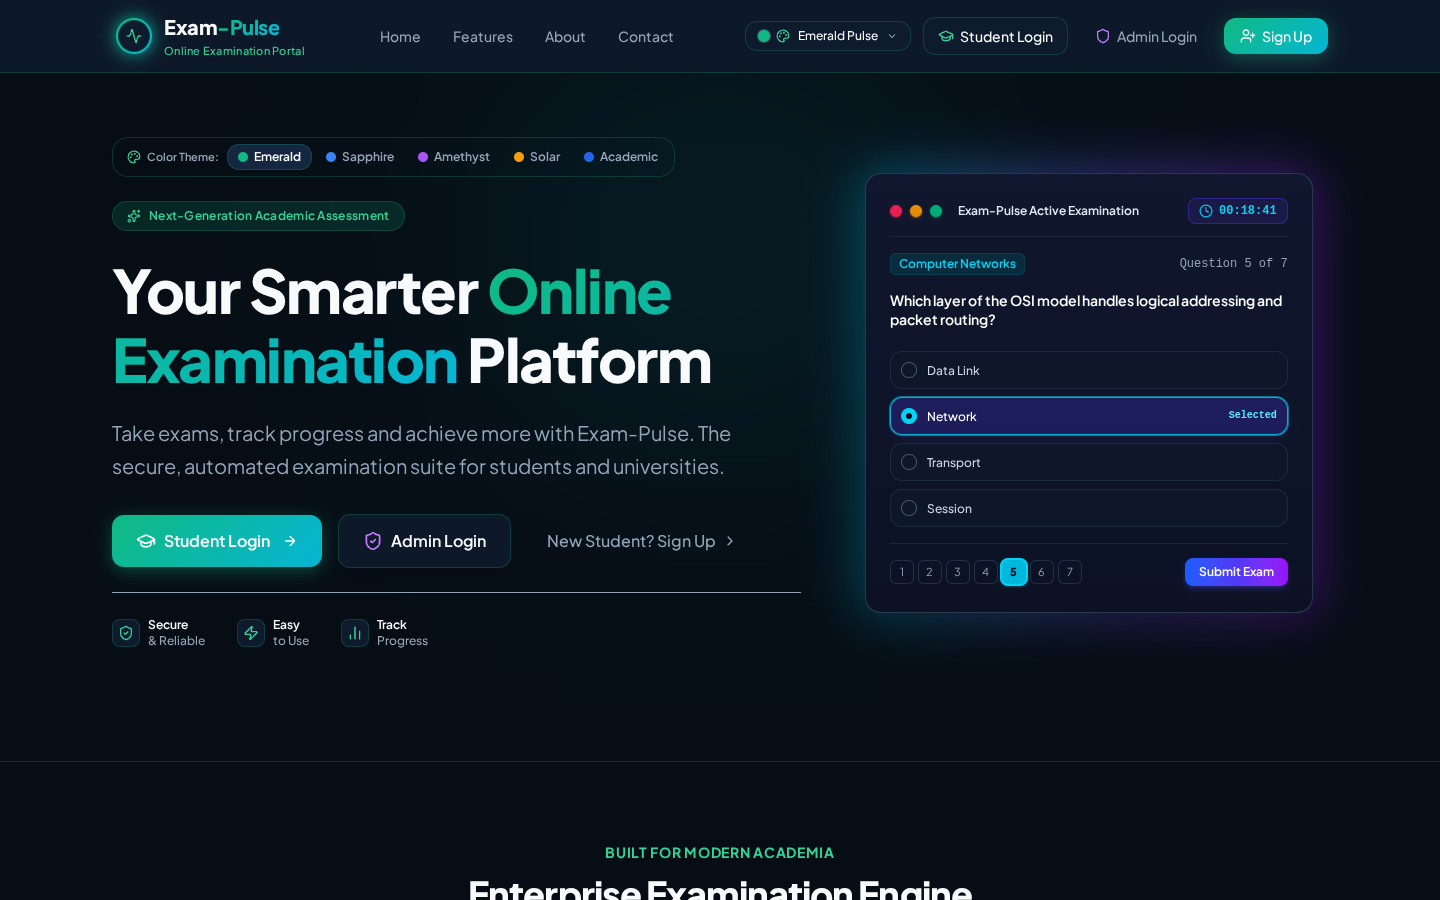 Exam-Pulse
Online Examination Portal
Home
Features
About
Contact
Emerald Pulse
Student Login
Admin Login
Sign Up
Color Theme:
Emerald
Sapphire
Amethyst
Solar
Academic
Next-Generation Academic Assessment
Your Smarter Online
Examination Platform
Take exams, track progress and achieve more with Exam-Pulse. The
secure, automated examination suite for students and universities.
Student Login
Admin Login
New Student? Sign Up
Secure
& Reliable
Easy
to Use
Track
Progress
Exam-Pulse Active Examination
00:18:41
Computer Networks
Question 5 of 7
Which layer of the OSI model handles logical addressing and
packet routing?
Data Link
Network
Selected
Transport
Session
1
2
3
4
5
6
7
Submit Exam
BUILT FOR MODERN ACADEMIA
Enterprise Examination Engine